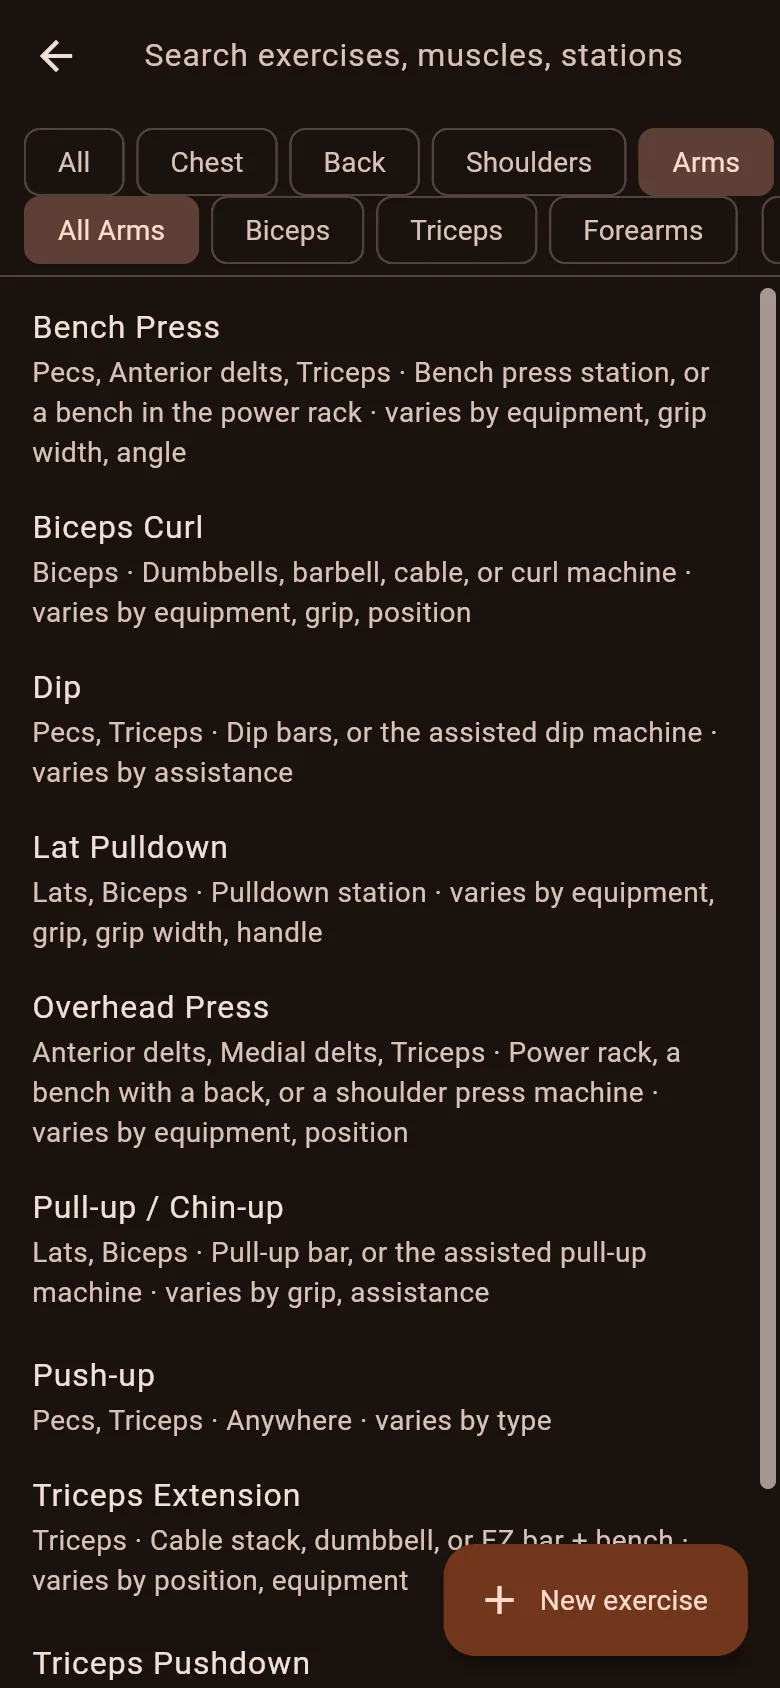 Search exercises, muscles, stations
All
Chest
Back
Shoulders
Arms
All Arms
Biceps
Triceps
Forearms
Bench Press
Pecs, Anterior delts, Triceps · Bench press station, or
a bench in the power rack · varies by equipment, grip
width, angle
Biceps Curl
Biceps · Dumbbells, barbell, cable, or curl machine ·
varies by equipment, grip, position
Dip
Pecs, Triceps · Dip bars, or the assisted dip machine ·
varies by assistance
Lat Pulldown
Lats, Biceps · Pulldown station · varies by equipment,
grip, grip width, handle
Overhead Press
Anterior delts, Medial delts, Triceps · Power rack, a
bench with a back, or a shoulder press machine ·
varies by equipment, position
Pull-up / Chin-up
Lats, Biceps · Pull-up bar, or the assisted pull-up
machine · varies by grip, assistance
Push-up
Pecs, Triceps · Anywhere · varies by type
Triceps Extension
Triceps · Cable stack, dumbbell, or EZ bar + bench ·
varies by position, equipment
New exercise
Triceps Pushdown